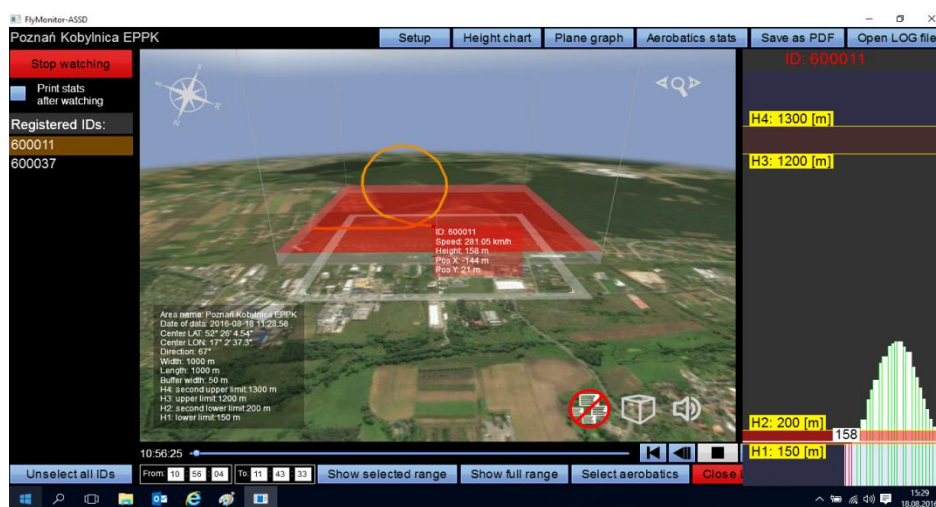 FlyMonitor-ASSD
Poznań Kobylnica EPPK
Setup
Height chart
Plane graph
Aerobatics stats
Save as PDF
Open LOG file
Stop watching
Print stats
after watching
Registered IDs:
600011
600037
ID: 600011
Speed: 281.05 km/h
Height: 158 m
Pos X: -144 m
Pos Y: 21 m
Area name: Poznań Kobylnica EPPK
Date of data: 2016-08-18 11:28:58
Center LAT: 52° 26' 4.54"
Center LON: 17° 2' 37.3"
Direction: 67°
Width: 1000 m
Length: 1000 m
Buffer width: 50 m
H4: second upper limit:1300 m
H3: upper limit:1200 m
H2: second lower limit:200 m
H1: lower limit:150 m
ID: 600011
H4: 1300 [m]
H3: 1200 [m]
H2: 200 [m]
158
H1: 150 [m]
10:56:25
Unselect all IDs
From: 10 : 56 : 04
To: 11 : 43 : 33
Show selected range
Show full range
Select aerobatics
Close
15:29
18.08.2016